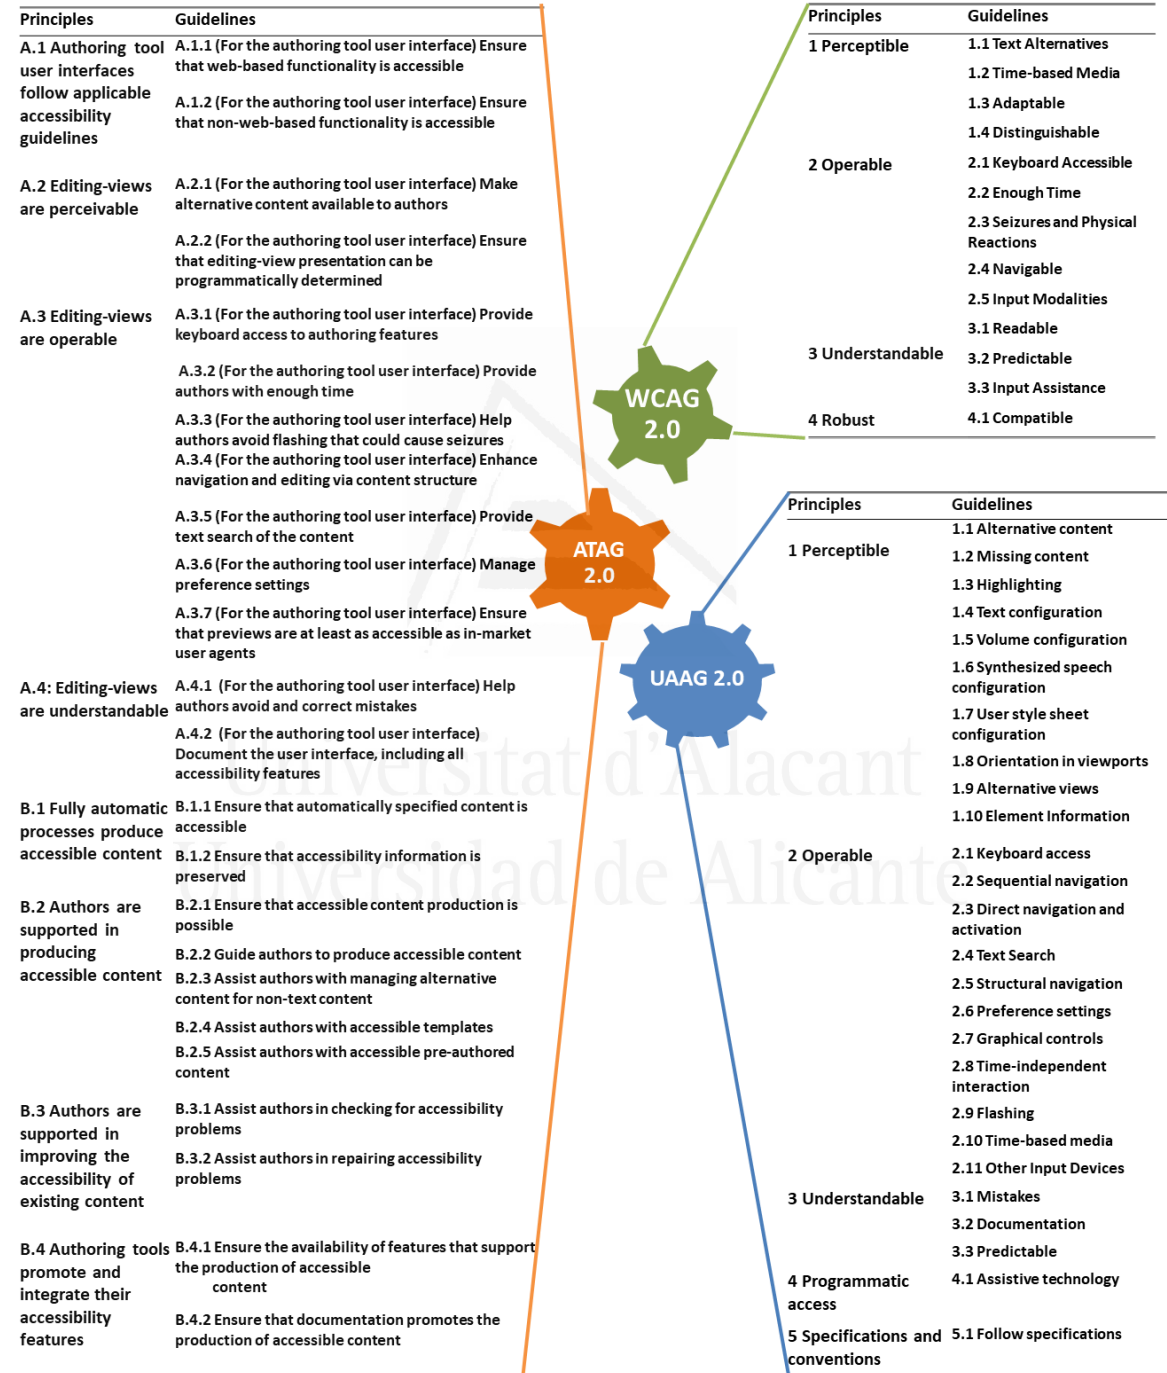 Principles Guidelines
A.1 Authoring tool
user interfaces
follow applicable
accessibility
guidelines
A.1.1 (For the authoring tool user interface) Ensure
that web-based functionality is accessible
A.1.2 (For the authoring tool user interface) Ensure
that non-web-based functionality is accessible
A.2 Editing-views
are perceivable
A.2.1 (For the authoring tool user interface) Make
alternative content available to authors
A.2.2 (For the authoring tool user interface) Ensure
that editing-view presentation can be
programmatically determined
A.3 Editing-views
are operable
A.3.1 (For the authoring tool user interface) Provide
keyboard access to authoring features
A.3.2 (For the authoring tool user interface) Provide
authors with enough time
A.3.3 (For the authoring tool user interface) Help
authors avoid flashing that could cause seizures
A.3.4 (For the authoring tool user interface) Enhance
navigation and editing via content structure
A.3.5 (For the authoring tool user interface) Provide
text search of the content
A.3.6 (For the authoring tool user interface) Manage
preference settings
A.3.7 (For the authoring tool user interface) Ensure
that previews are at least as accessible as in-market
user agents
A.4: Editing-views
are understandable
A.4.1 (For the authoring tool user interface) Help
authors avoid and correct mistakes
A.4.2 (For the authoring tool user interface)
Document the user interface, including all
accessibility features
B.1 Fully automatic
processes produce
accessible content
B.1.1 Ensure that automatically specified content is
accessible
B.1.2 Ensure that accessibility information is
preserved
B.2 Authors are
supported in
producing
accessible content
B.2.1 Ensure that accessible content production is
possible
B.2.2 Guide authors to produce accessible content
B.2.3 Assist authors with managing alternative
content for non-text content
B.2.4 Assist authors with accessible templates
B.2.5 Assist authors with accessible pre-authored
content
B.3 Authors are
supported in
improving the
accessibility of
existing content
B.3.1 Assist authors in checking for accessibility
problems
B.3.2 Assist authors in repairing accessibility
problems
B.4 Authoring tools
promote and
integrate their
accessibility
features
B.4.1 Ensure the availability of features that support
the production of accessible
content
B.4.2 Ensure that documentation promotes the
production of accessible content
ATAG
2.0
WCAG
2.0
Principles Guidelines
1 Perceptible
1.1 Text Alternatives
1.2 Time-based Media
1.3 Adaptable
1.4 Distinguishable
2 Operable
2.1 Keyboard Accessible
2.2 Enough Time
2.3 Seizures and Physical
Reactions
2.4 Navigable
2.5 Input Modalities
3 Understandable
3.1 Readable
3.2 Predictable
3.3 Input Assistance
4 Robust
4.1 Compatible
UAAG 2.0
Principles Guidelines
1 Perceptible
1.1 Alternative content
1.2 Missing content
1.3 Highlighting
1.4 Text configuration
1.5 Volume configuration
1.6 Synthesized speech
configuration
1.7 User style sheet
configuration
1.8 Orientation in viewports
1.9 Alternative views
1.10 Element Information
2 Operable
2.1 Keyboard access
2.2 Sequential navigation
2.3 Direct navigation and
activation
2.4 Text Search
2.5 Structural navigation
2.6 Preference settings
2.7 Graphical controls
2.8 Time-independent
interaction
2.9 Flashing
2.10 Time-based media
2.11 Other Input Devices
3 Understandable
3.1 Mistakes
3.2 Documentation
3.3 Predictable
4 Programmatic
access
4.1 Assistive technology
5 Specifications and
conventions
5.1 Follow specifications
Universitat d'Alacant
Universidad de Alicante